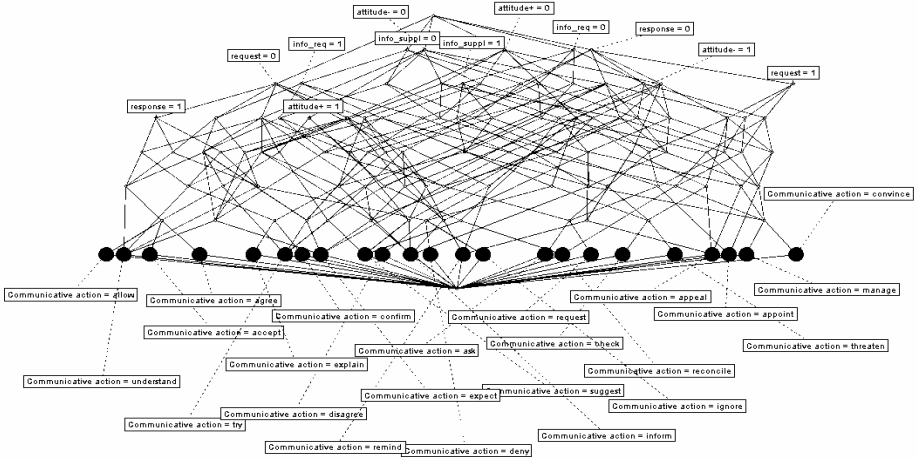 attitude- = 0
attitude+ = 0
info_req = 1
info_suppl = 0
info_suppl = 1
info_req = 0
response = 0
request = 0
attitude- = 1
request = 1
response = 1
attitude+ = 1
Communicative action = convince
Communicative action = allow
Communicative action = agree
Communicative action = appeal
Communicative action = manage
Communicative action = accept
Communicative action = confirm
Communicative action = request
Communicative action = appoint
Communicative action = ask
Communicative action = check
Communicative action = threaten
Communicative action = explain
Communicative action = reconcile
Communicative action = understand
Communicative action = expect
Communicative action = suggest
Communicative action = try
Communicative action = disagree
Communicative action = ignore
Communicative action = remind
Communicative action = deny
Communicative action = inform